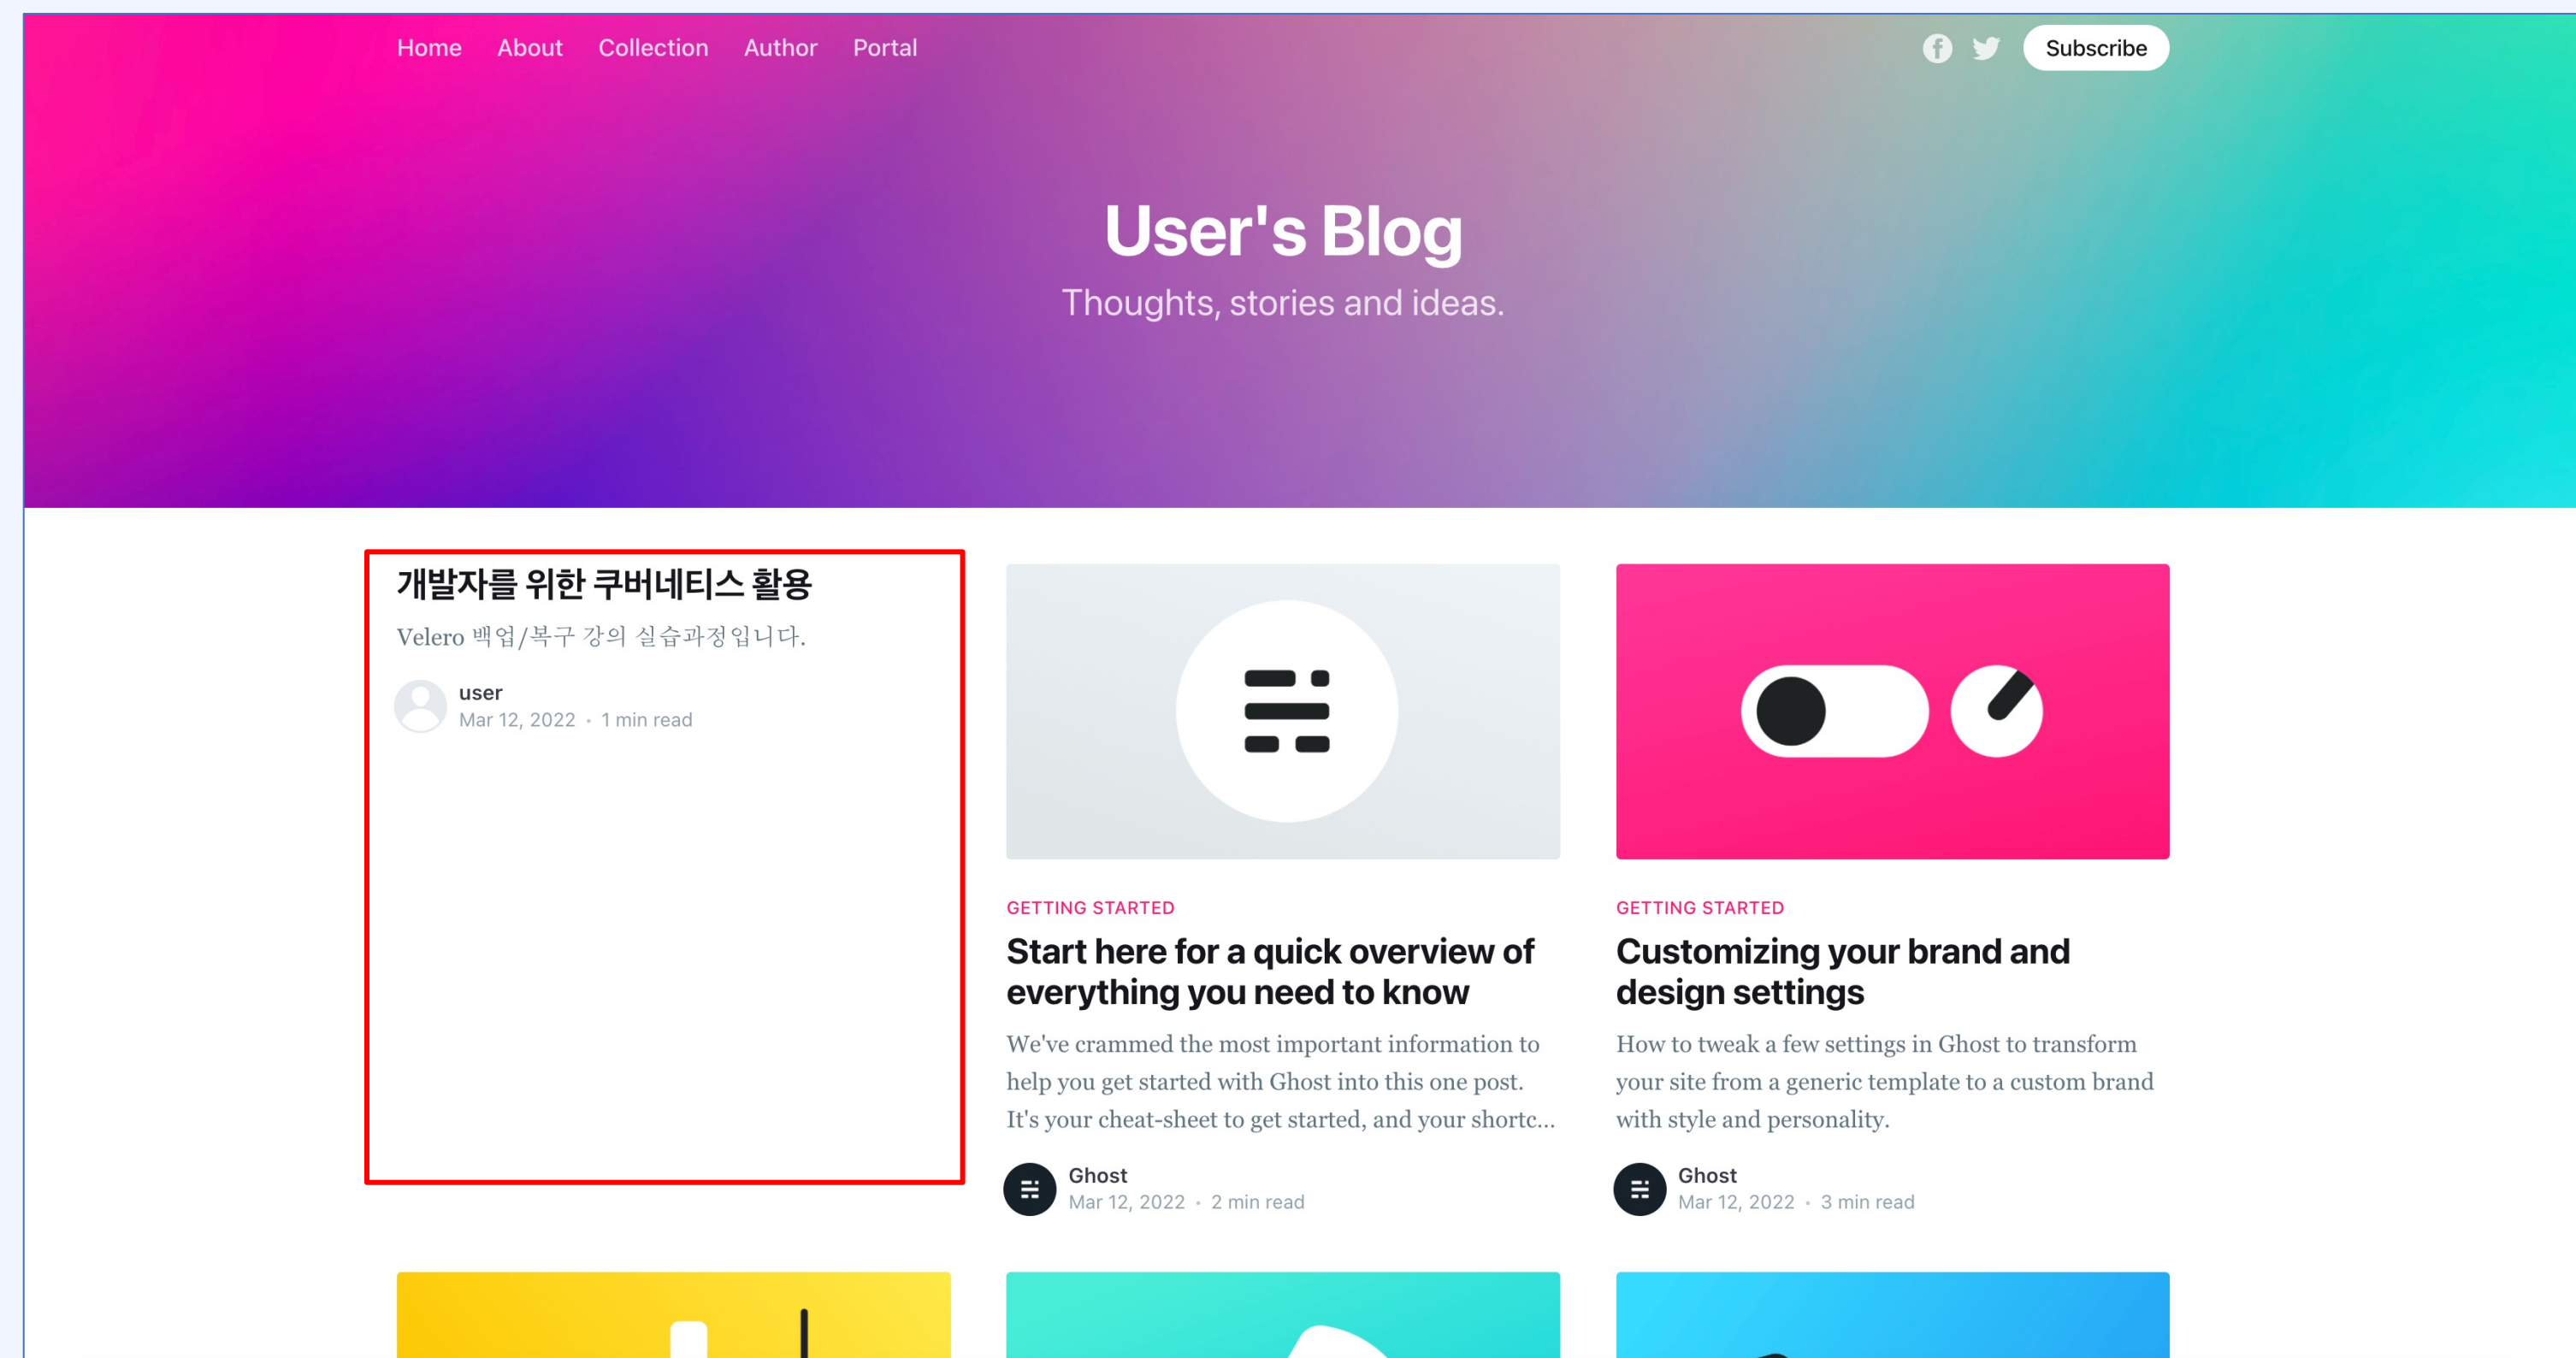 Home About Collection Author Portal Subscribe
User's Blog
Thoughts, stories and ideas.
개발자를 위한 쿠버네티스 활용
Velero 백업/복구 강의 실습과정입니다.
user
Mar 12, 2022 • 1 min read
GETTING STARTED
Start here for a quick overview of
everything you need to know
We've crammed the most important information to
help you get started with Ghost into this one post.
It's your cheat-sheet to get started, and your shortc...
Ghost
Mar 12, 2022 • 2 min read
GETTING STARTED
Customizing your brand and
design settings
How to tweak a few settings in Ghost to transform
your site from a generic template to a custom brand
with style and personality.
Ghost
Mar 12, 2022 • 3 min read